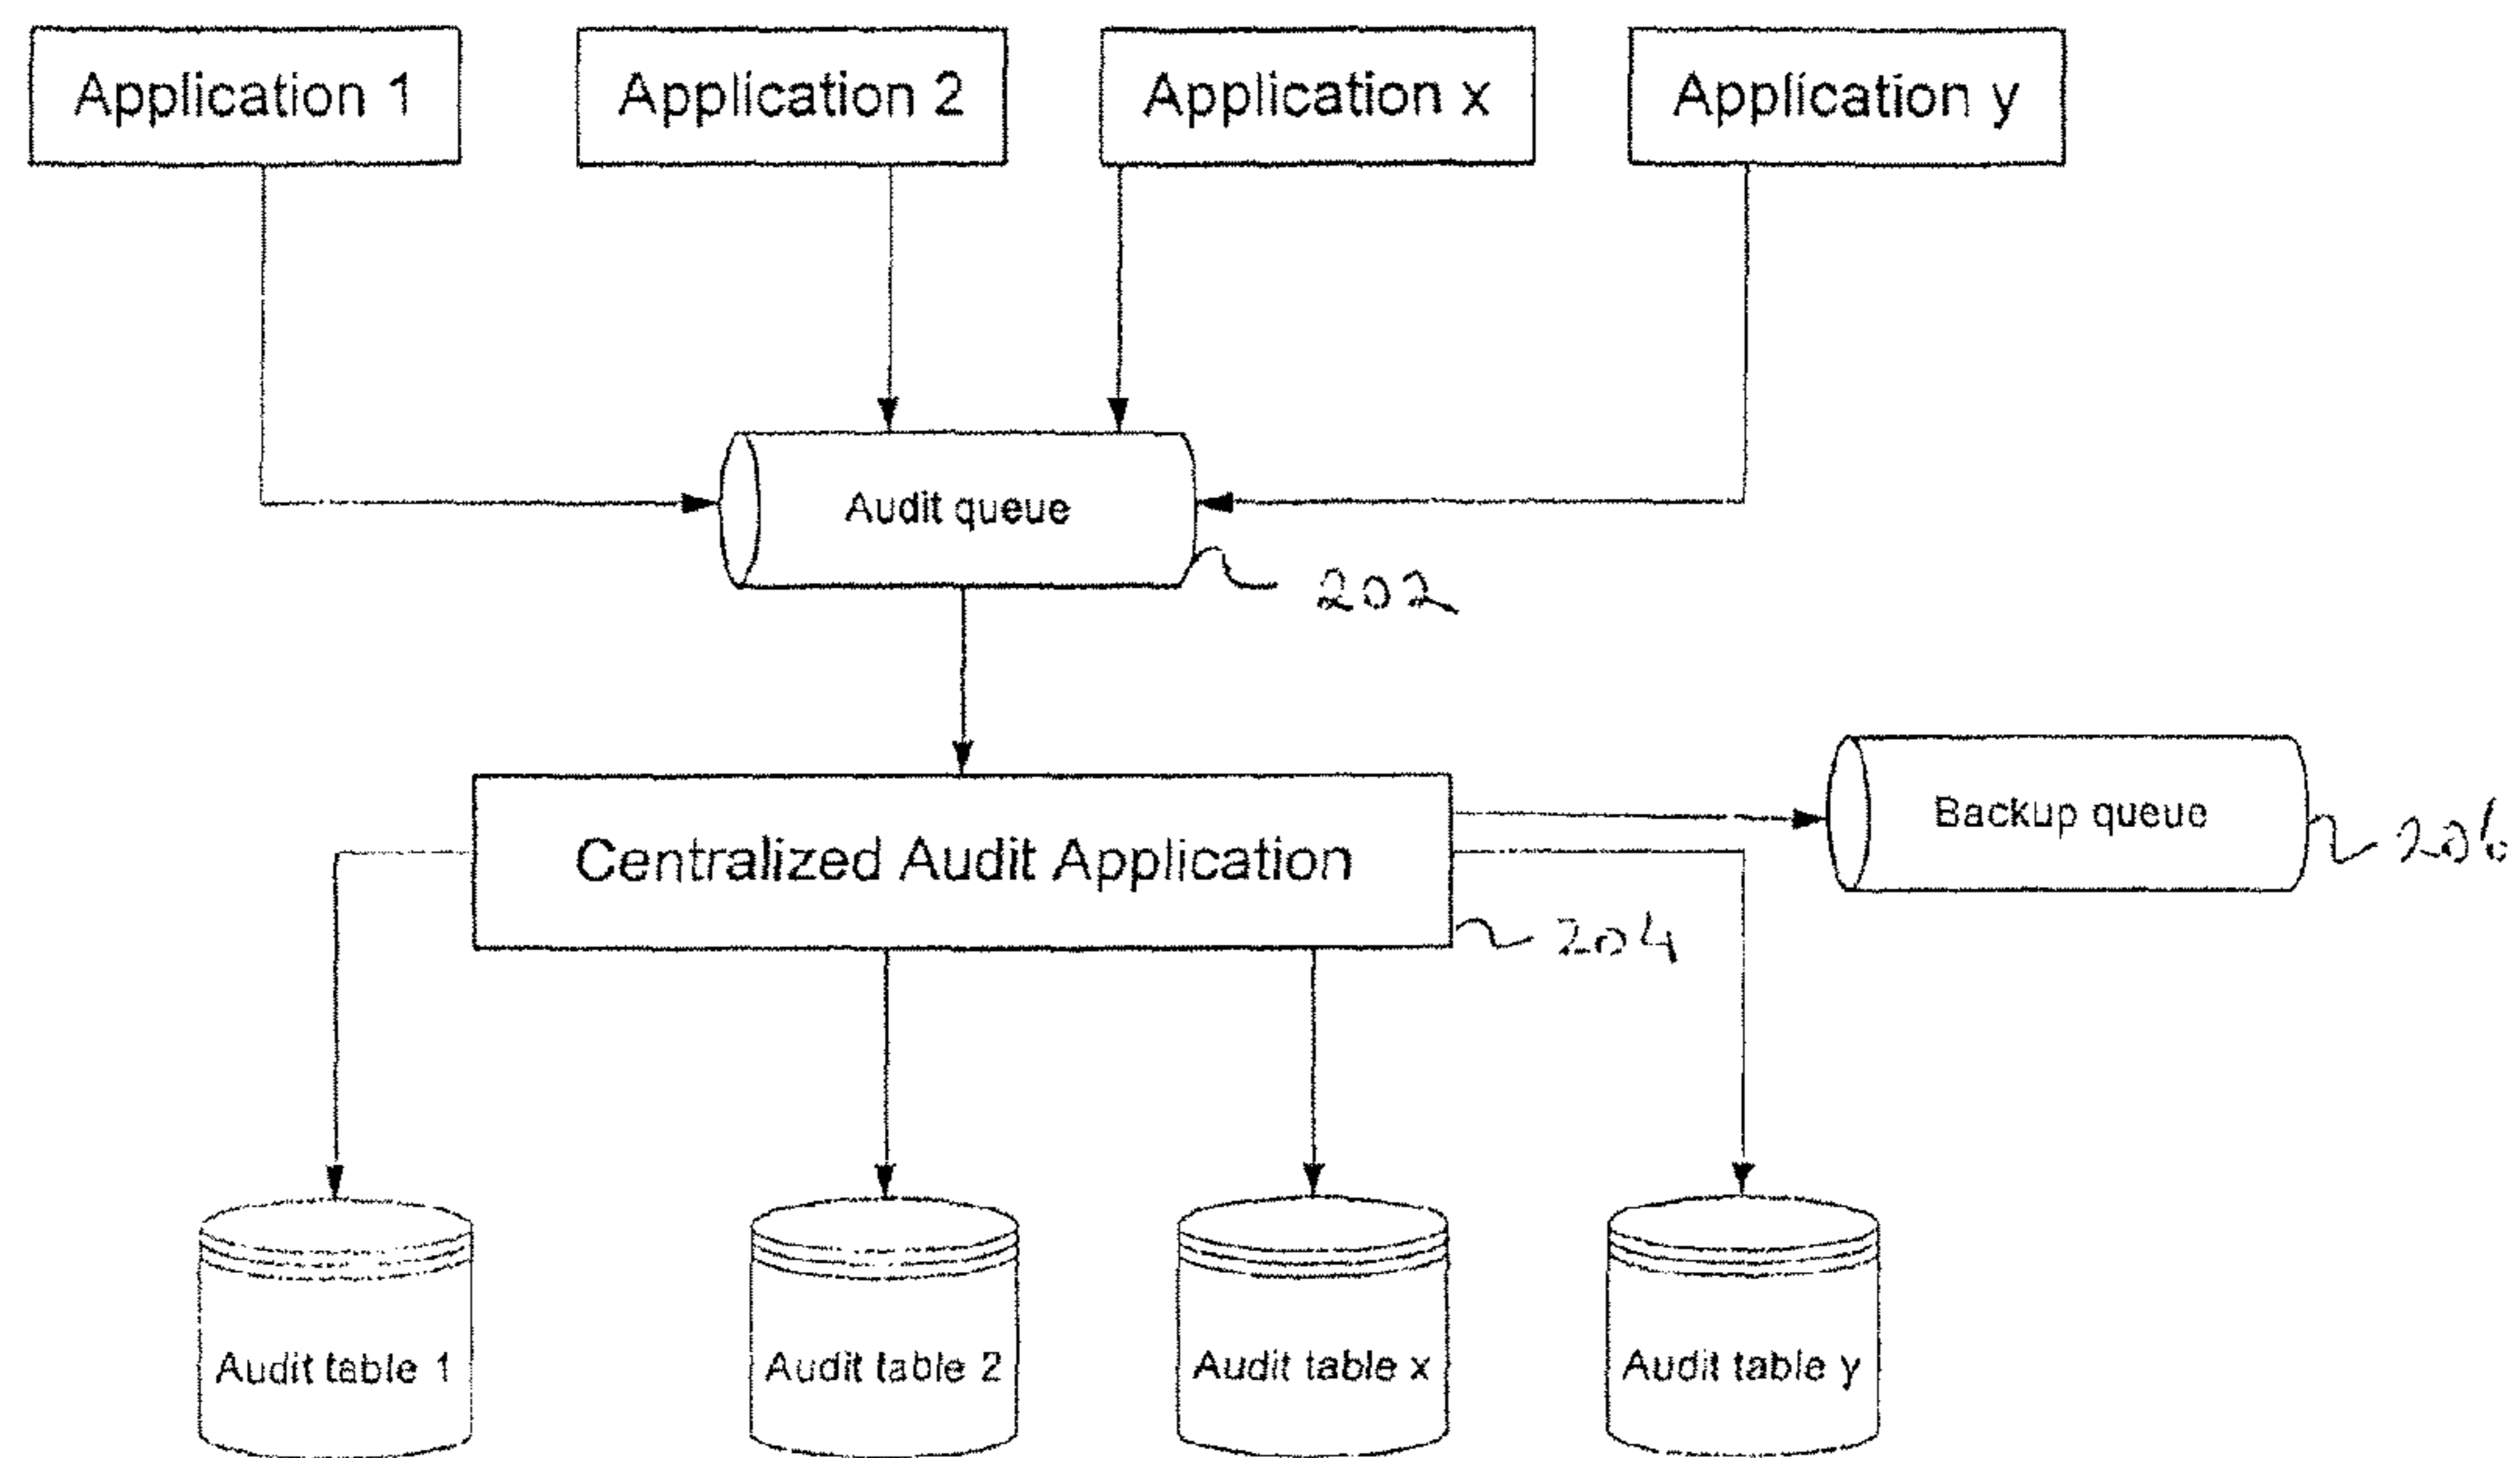 Application 1
Application 2
Application x
Application y
Audit queue
202
Backup queue
206
Centralized Audit Application
204
Audit table 1
Audit table 2
Audit table x
Audit table y